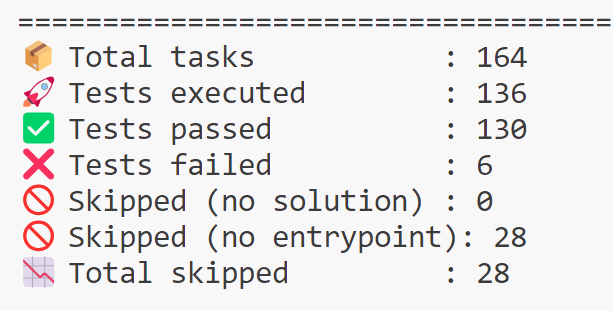 ====================================
📦 Total tasks : 164
🚀 Tests executed : 136
✅ Tests passed : 130
❌ Tests failed : 6
🚫 Skipped (no solution) : 0
🚫 Skipped (no entrypoint): 28
📉 Total skipped : 28